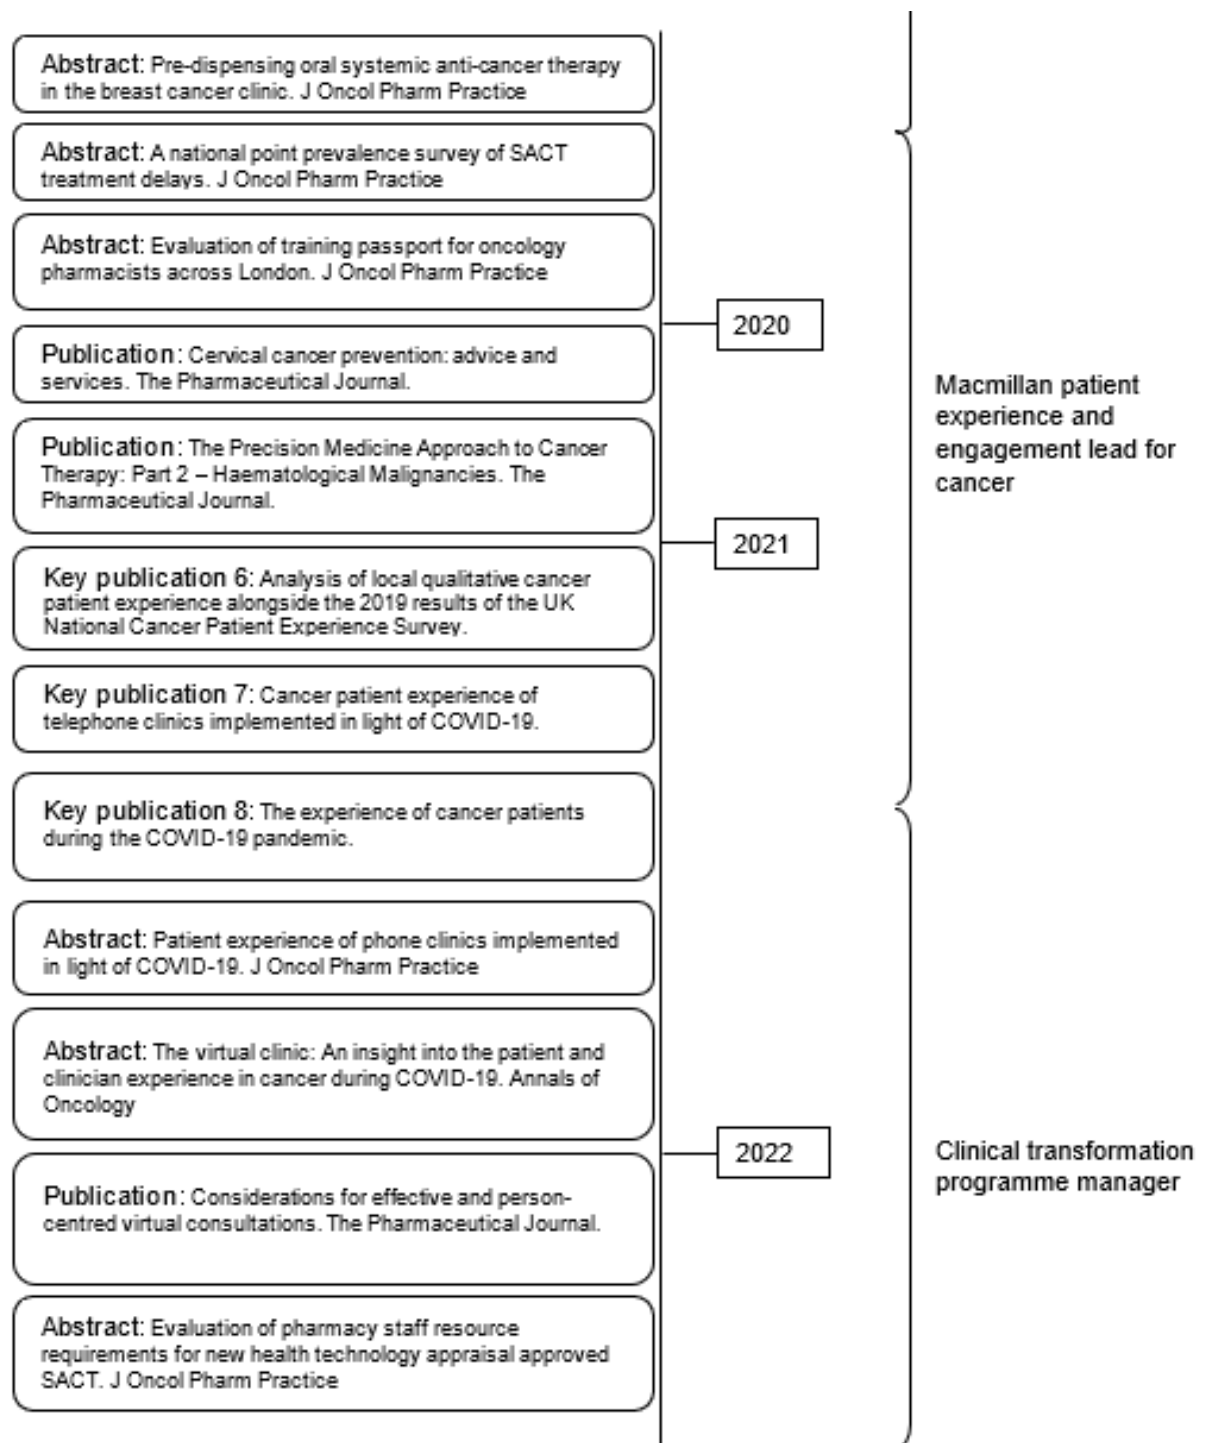 Abstract: Pre-dispensing oral systemic anti-cancer therapy
in the breast cancer clinic. J Oncol Pharm Practice
Abstract: A national point prevalence survey of SACT
treatment delays. J Oncol Pharm Practice
Abstract: Evaluation of training passport for oncology
pharmacists across London. J Oncol Pharm Practice
2020
Publication: Cervical cancer prevention: advice and
services. The Pharmaceutical Journal.
Macmillan patient
experience and
engagement lead for
cancer
Publication: The Precision Medicine Approach to Cancer
Therapy: Part 2 – Haematological Malignancies. The
Pharmaceutical Journal.
2021
Key publication 6: Analysis of local qualitative cancer
patient experience alongside the 2019 results of the UK
National Cancer Patient Experience Survey.
Key publication 7: Cancer patient experience of
telephone clinics implemented in light of COVID-19.
Key publication 8: The experience of cancer patients
during the COVID-19 pandemic.
Abstract: Patient experience of phone clinics implemented
in light of COVID-19. J Oncol Pharm Practice
Abstract: The virtual clinic: An insight into the patient and
clinician experience in cancer during COVID-19. Annals of
Oncology
2022
Clinical transformation
programme manager
Publication: Considerations for effective and person-
centred virtual consultations. The Pharmaceutical Journal.
Abstract: Evaluation of pharmacy staff resource
requirements for new health technology appraisal approved
SACT. J Oncol Pharm Practice